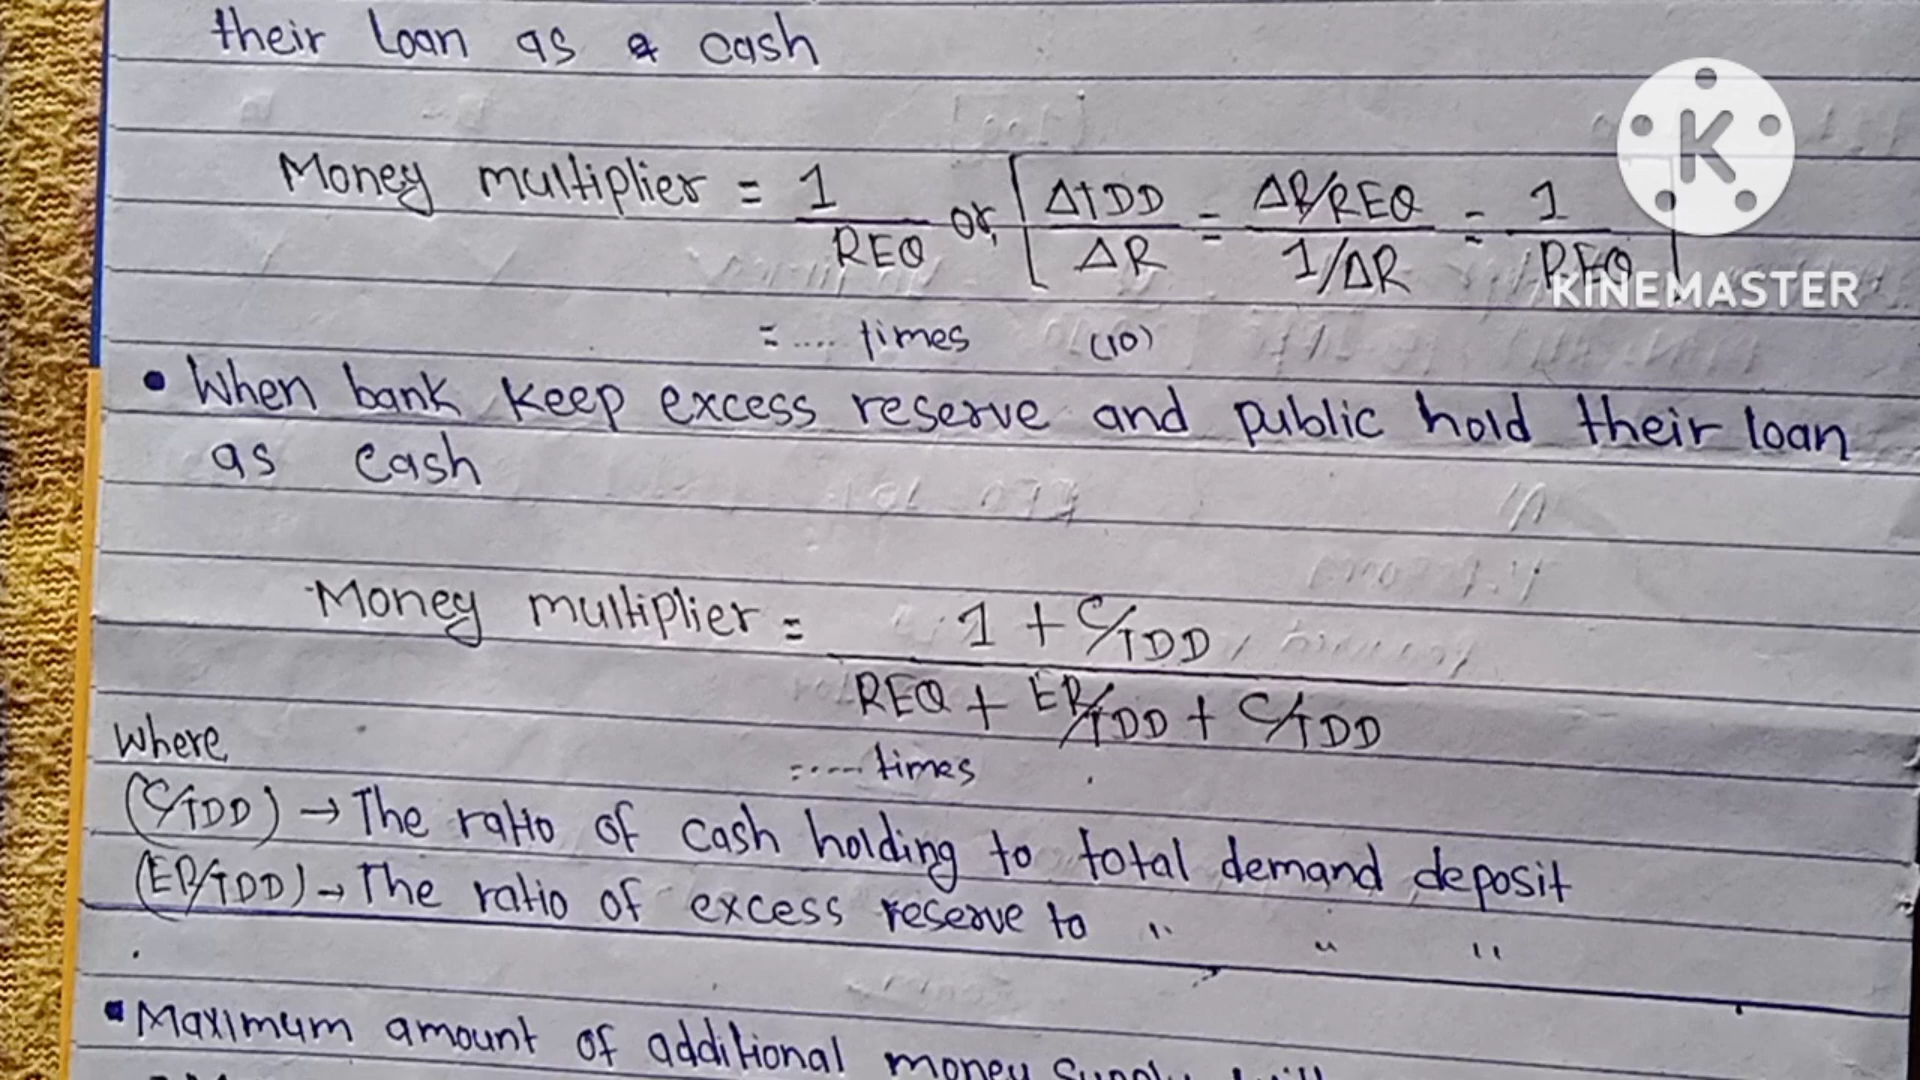 their loan as a cash
Money multiplier = 1/REQ or, [ΔTDD/ΔR = ΔR/REQ / 1/ΔR = 1/REQ]
= .... times (10)
• When bank keep excess reserve and public hold their loan
as cash
Money multiplier = 1 + C/TDD / REQ + ER/TDD + C/TDD
Where
= .... times
(C/TDD) → The ratio of cash holding to total demand deposit
(ER/TDD) → The ratio of excess reserve to " " "
• Maximum amount of additional money supply
K
KINEMASTER